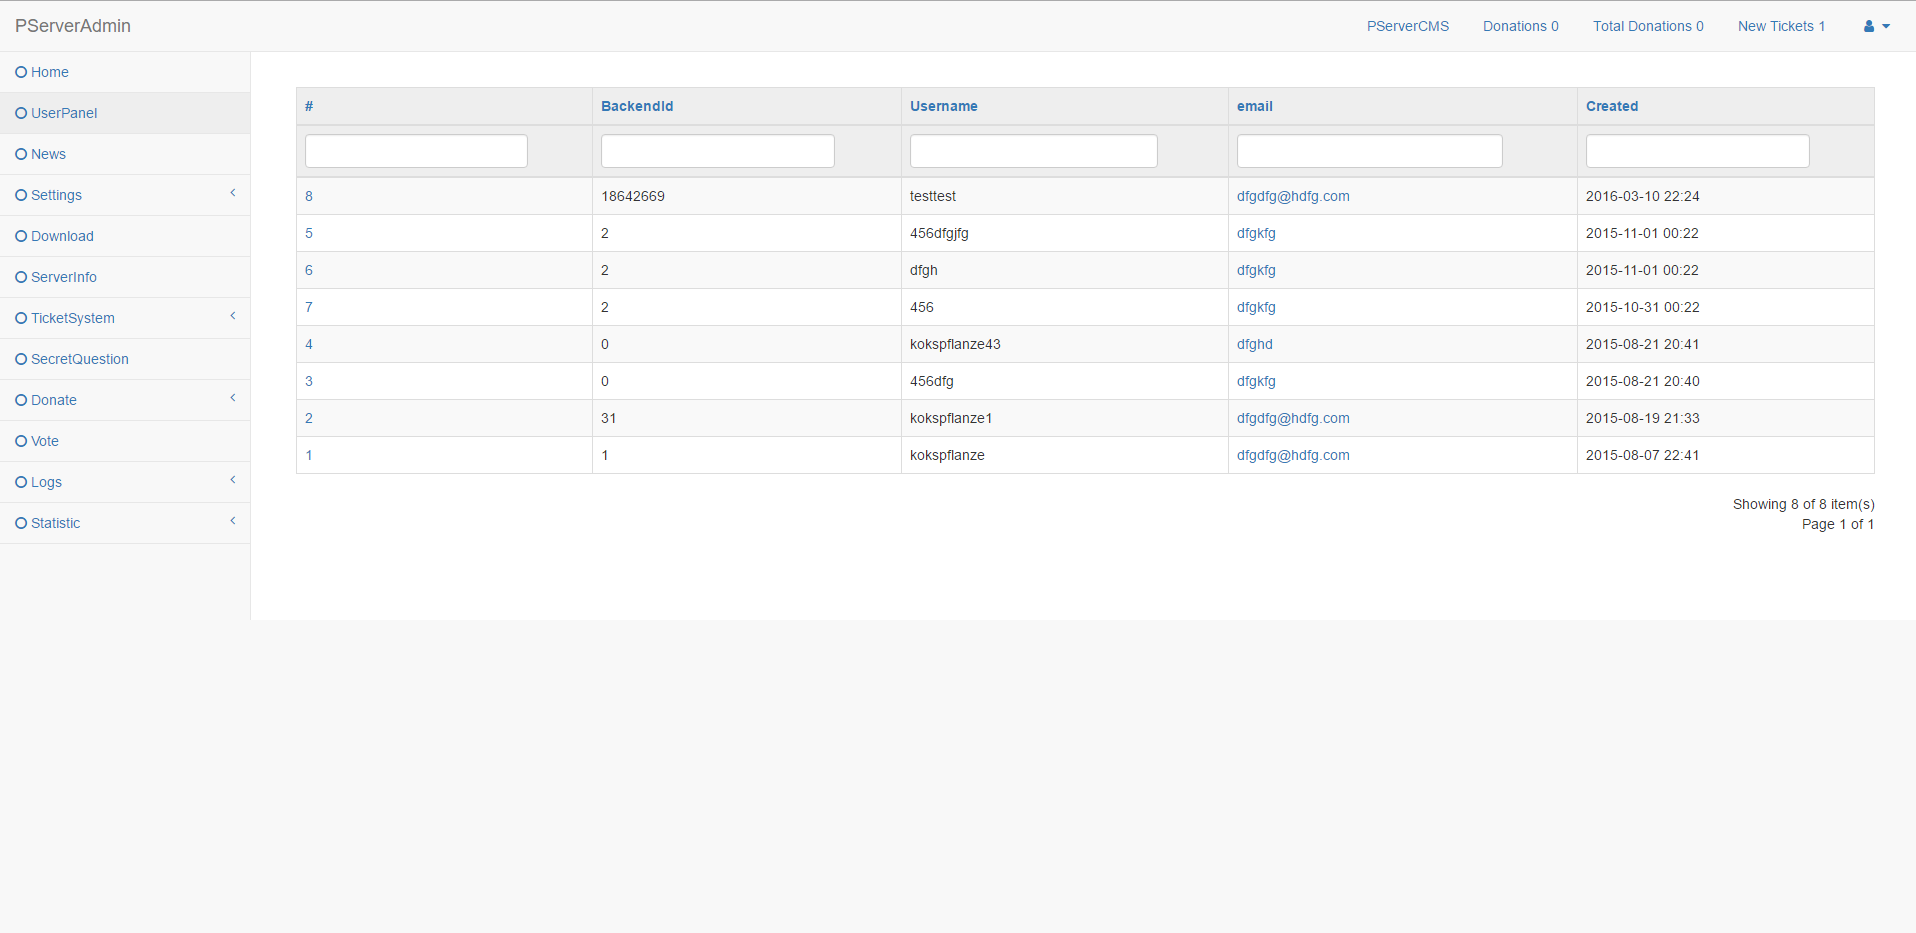 PServerAdmin PServerCMS Donations 0 Total Donations 0 New Tickets 1
Home
UserPanel
News
Settings
Download
ServerInfo
TicketSystem
SecretQuestion
Donate
Vote
Logs
Statistic
# BackendId Username email Created
8 18642669 testtest dfgdfg@hdfg.com 2016-03-10 22:24
5 2 456dfgjfg dfgkfg 2015-11-01 00:22
6 2 dfgh dfgkfg 2015-11-01 00:22
7 2 456 dfgkfg 2015-10-31 00:22
4 0 kokspflanze43 dfghd 2015-08-21 20:41
3 0 456dfg dfgkfg 2015-08-21 20:40
2 31 kokspflanze1 dfgdfg@hdfg.com 2015-08-19 21:33
1 1 kokspflanze dfgdfg@hdfg.com 2015-08-07 22:41
Showing 8 of 8 item(s)
Page 1 of 1